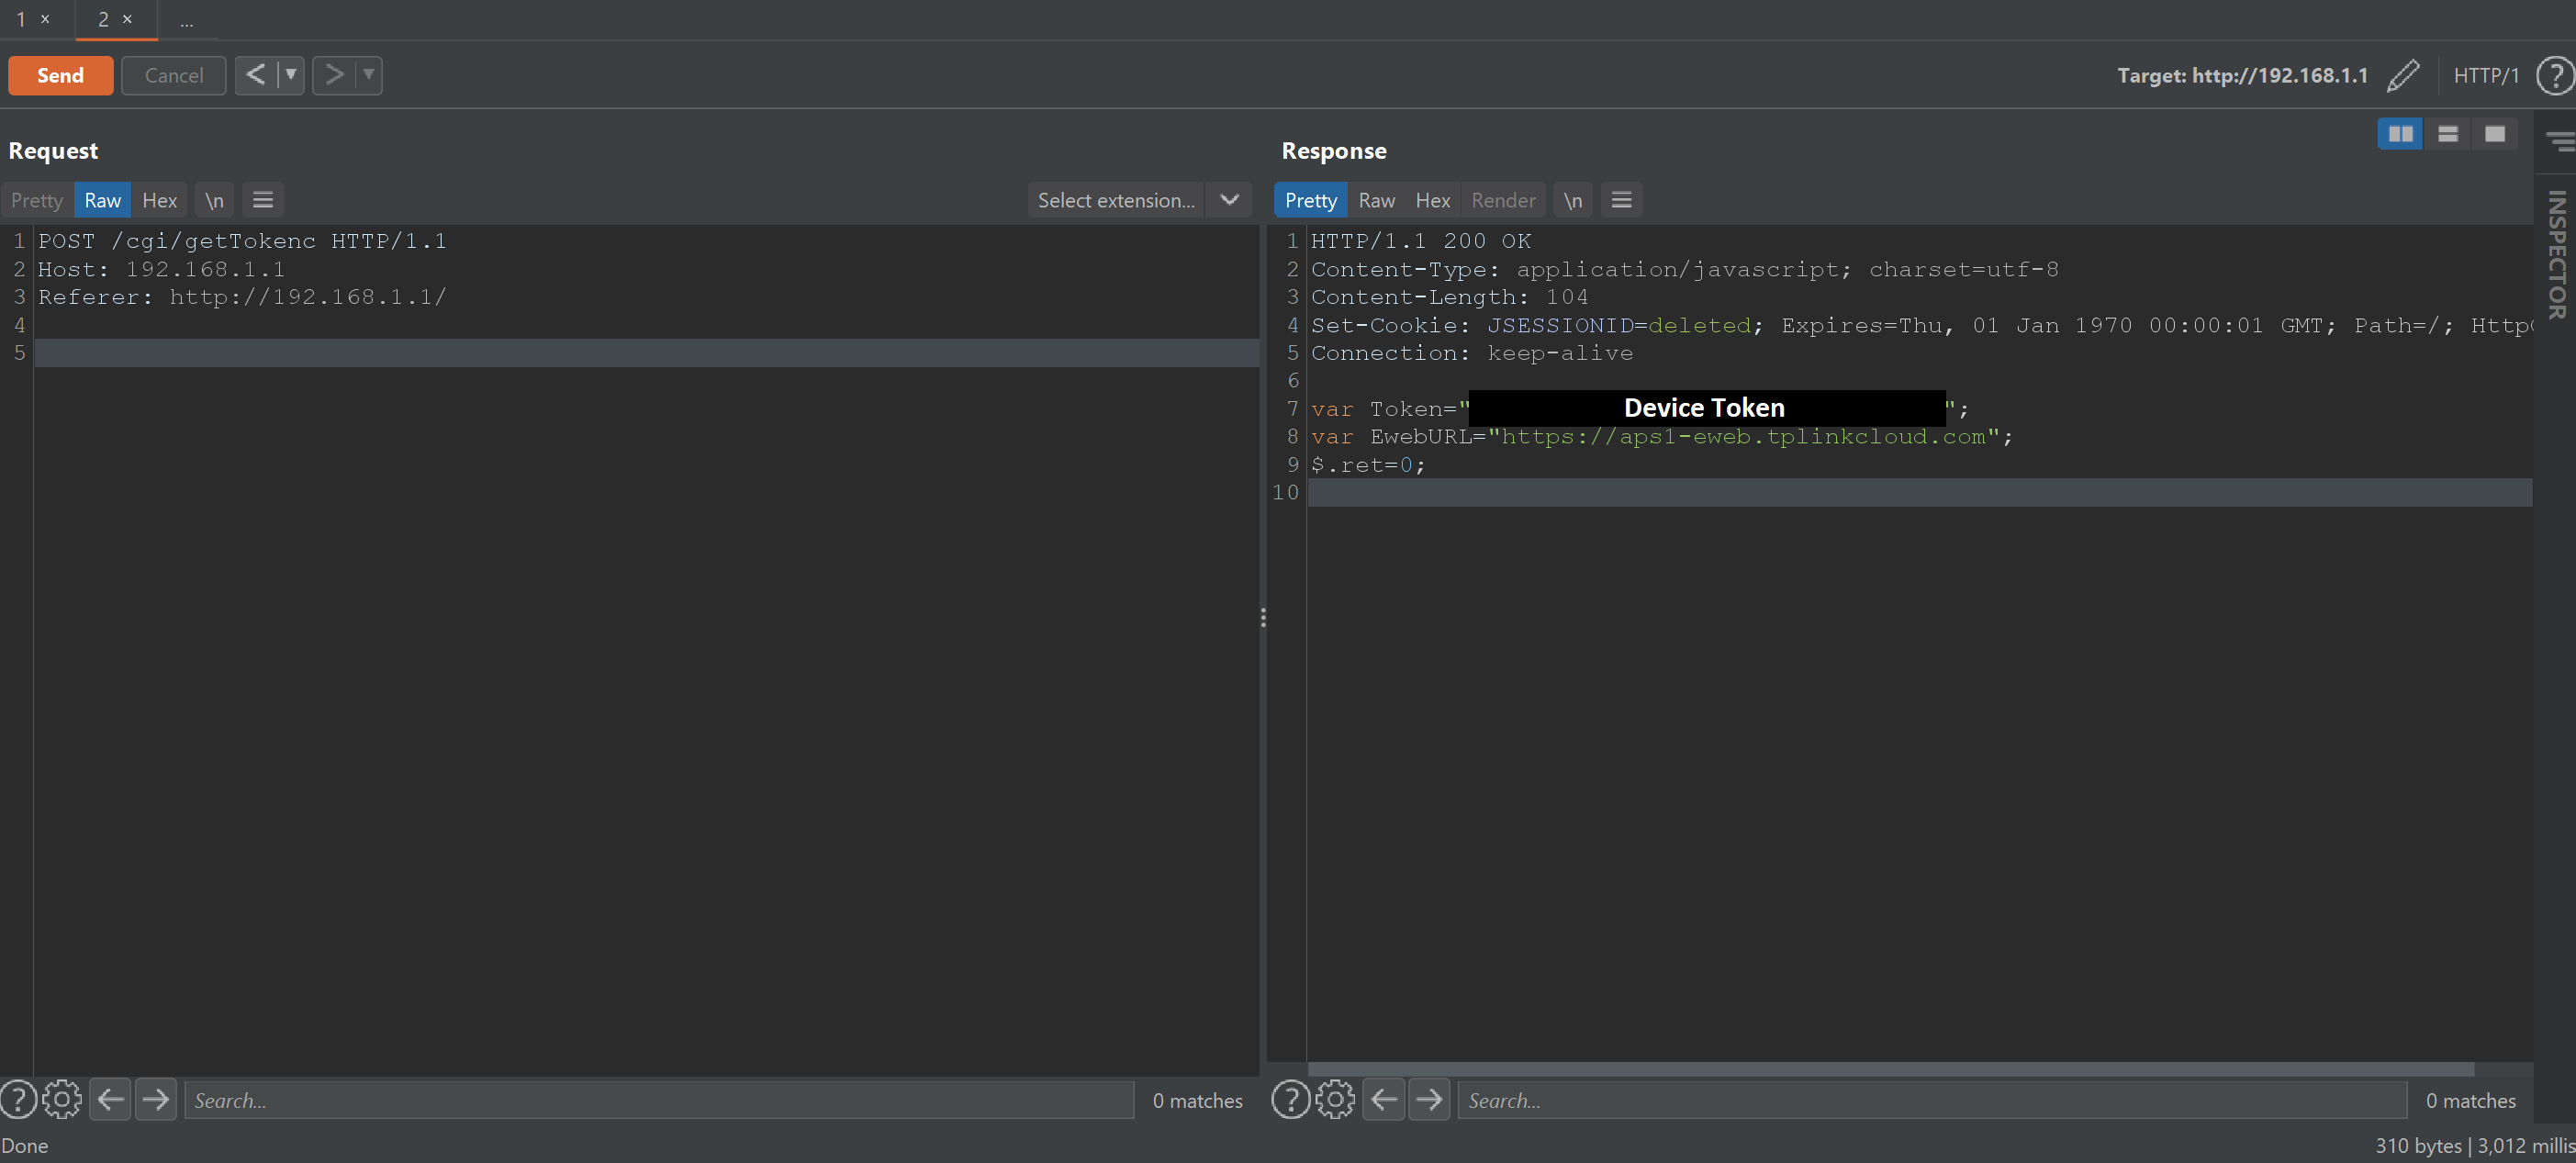 1 × 2 × ...
Send Cancel < ▼ > ▼ Target: http://192.168.1.1 HTTP/1 ?
Request
Pretty Raw Hex \n Select extension...
1 POST /cgi/getTokenc HTTP/1.1
2 Host: 192.168.1.1
3 Referer: http://192.168.1.1/
4
5
? Search... 0 matches
Response
Pretty Raw Hex Render \n
1 HTTP/1.1 200 OK
2 Content-Type: application/javascript; charset=utf-8
3 Content-Length: 104
4 Set-Cookie: JSESSIONID=deleted; Expires=Thu, 01 Jan 1970 00:00:01 GMT; Path=/; Http
5 Connection: keep-alive
6
7 var Token="Device Token";
8 var EwebURL="https://aps1-eweb.tplinkcloud.com";
9 $.ret=0;
10
? Search... 0 matches
INSPECTOR
Done 310 bytes | 3,012 millis